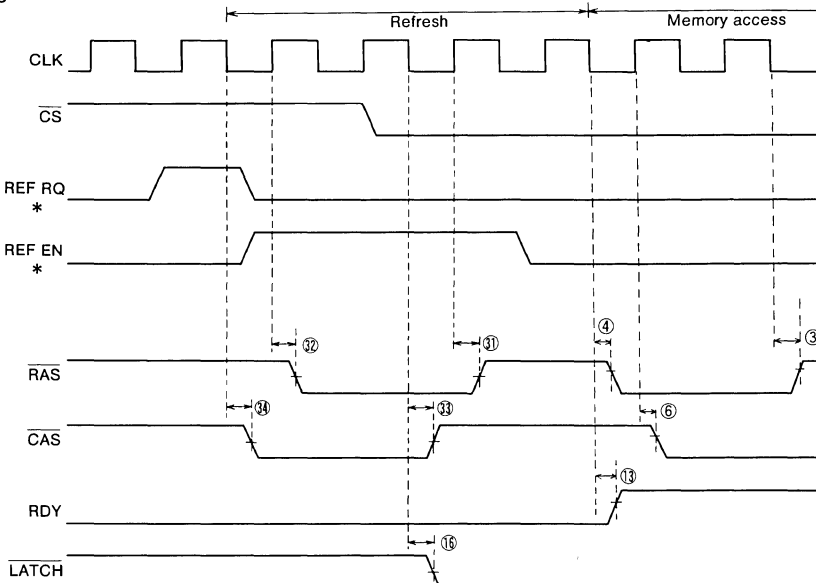 Refresh
Memory access
CLK
CS
REF RQ
*
REF EN
*
㉜
㉛
④
③
RAS
㉞
㉝
⑥
CAS
⑬
RDY
⑯
LATCH